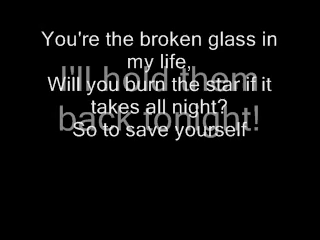 You're the broken glass in
my life,
Will you burn the star if it
takes all night?
So to save yourself
I'll hold them
back tonight!